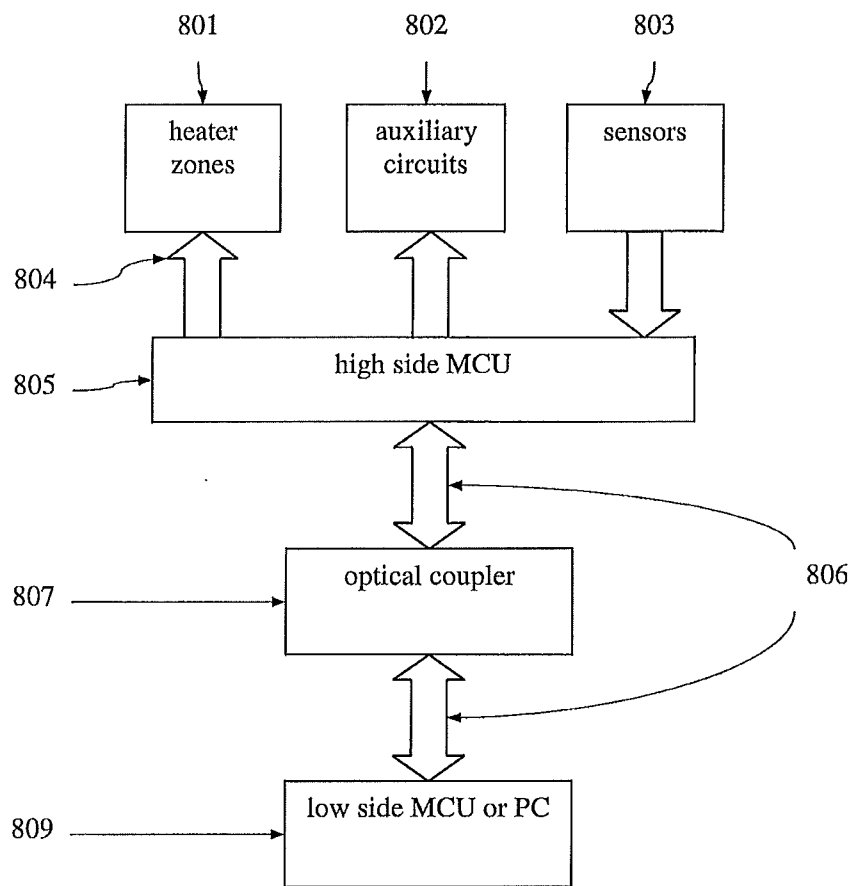 801
802
803
heater
zones
auxiliary
circuits
sensors
804
high side MCU
805
optical coupler
806
807
low side MCU or PC
809